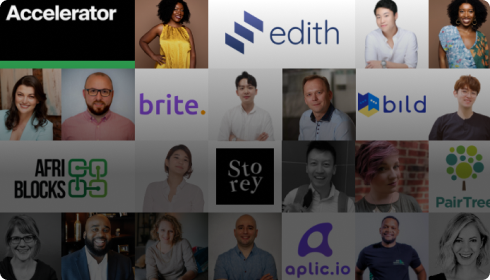 Accelerator
edith
brite.
bild
AFRI
BLOCKS
Sto
rey
PairTree
aplic.io